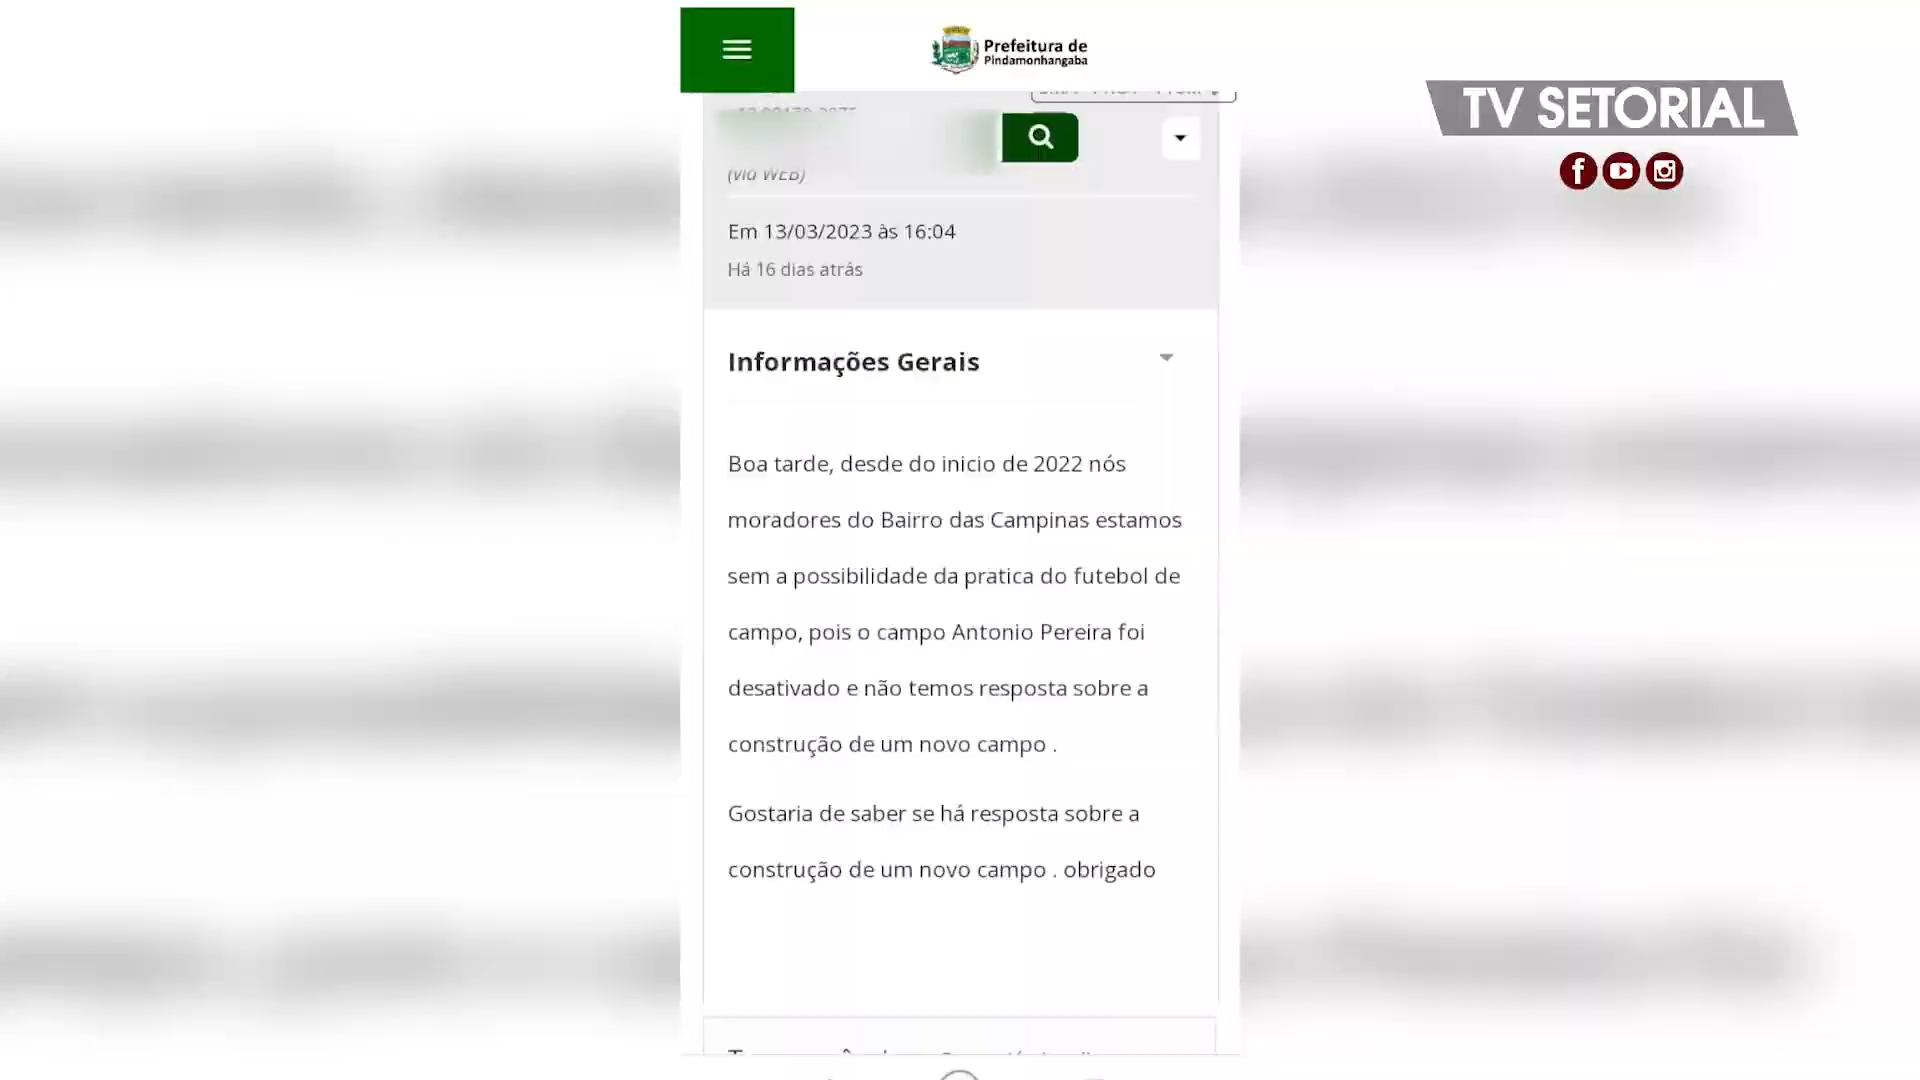 Prefeitura de
Pindamonhangaba
TV SETORIAL
(via WEB)
Em 13/03/2023 às 16:04
Há 16 dias atrás
Informações Gerais
Boa tarde, desde do inicio de 2022 nós
moradores do Bairro das Campinas estamos
sem a possibilidade da pratica do futebol de
campo, pois o campo Antonio Pereira foi
desativado e não temos resposta sobre a
construção de um novo campo .
Gostaria de saber se há resposta sobre a
construção de um novo campo . obrigado